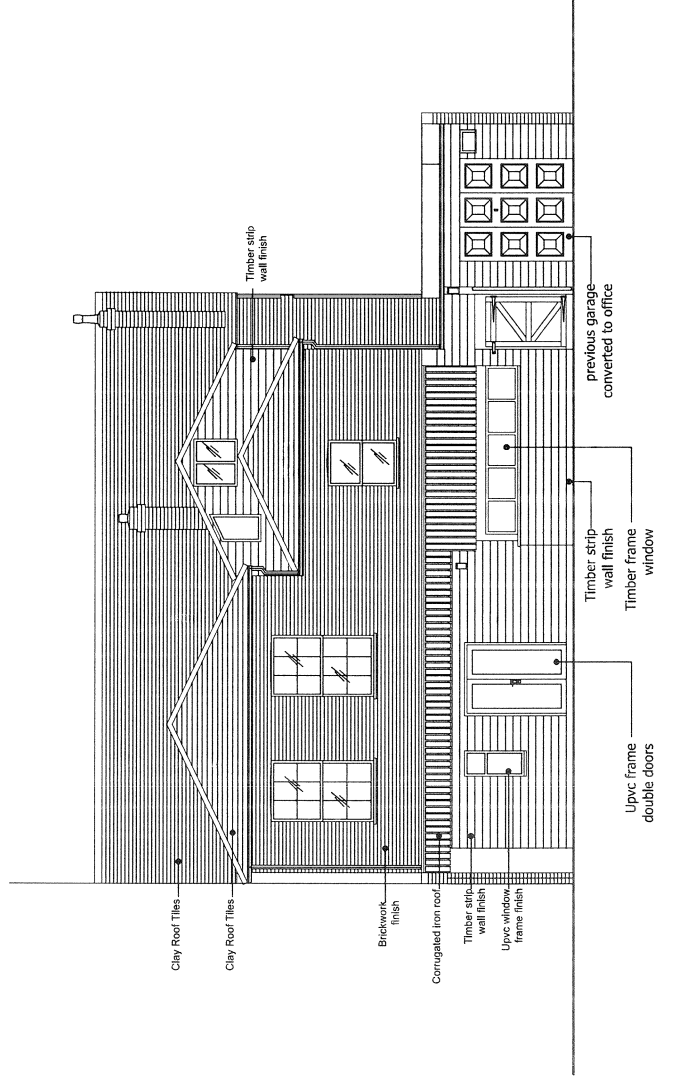 Clay Roof Tiles
Clay Roof Tiles
Timber strip
wall finish
Brickwork
finish
Corrugated iron roof
Timber strip
wall finish
Upvc window
frame finish
Upvc frame
double doors
Timber strip
wall finish
Timber frame
window
previous garage
converted to office